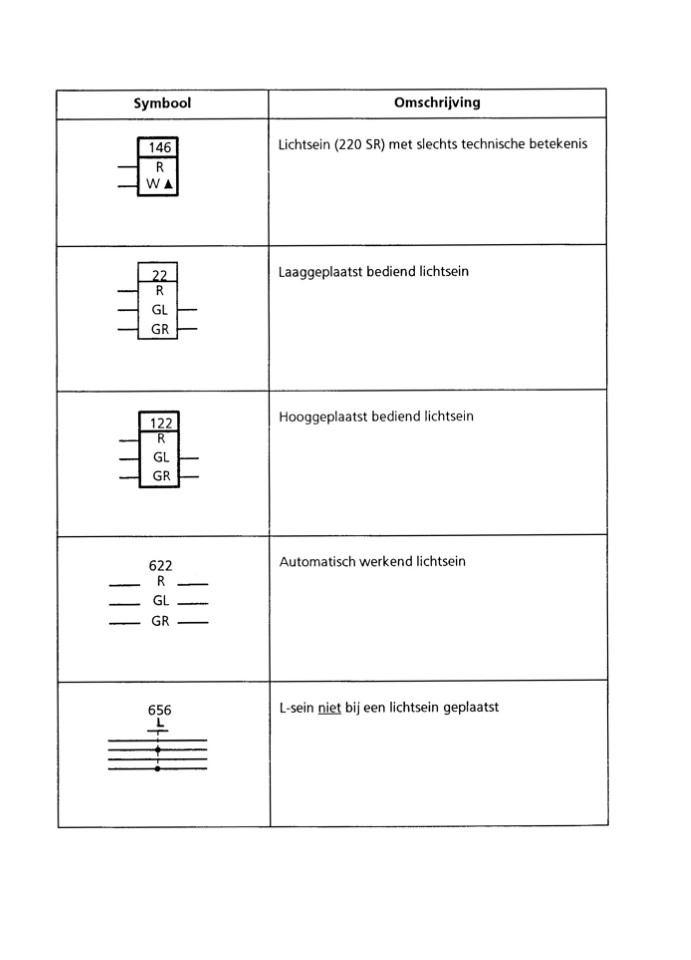 Symbool
Omschrijving
146
R
W ▲
Lichtsein (220 SR) met slechts technische betekenis
22
R
GL
GR
Laaggeplaatst bediend lichtsein
122
R
GL
GR
Hooggeplaatst bediend lichtsein
622
R
GL
GR
Automatisch werkend lichtsein
656
L
L-sein niet bij een lichtsein geplaatst